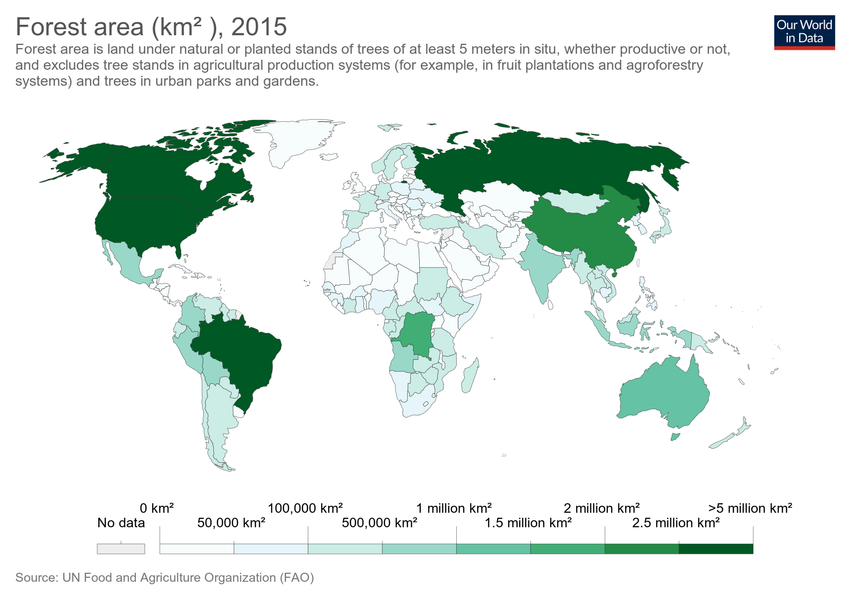 Forest area (km² ), 2015
Our World
in Data
Forest area is land under natural or planted stands of trees of at least 5 meters in situ, whether productive or not,
and excludes tree stands in agricultural production systems (for example, in fruit plantations and agroforestry
systems) and trees in urban parks and gardens.
0 km² 100,000 km² 1 million km² 2 million km² >5 million km²
No data 50,000 km² 500,000 km² 1.5 million km² 2.5 million km²
Source: UN Food and Agriculture Organization (FAO)